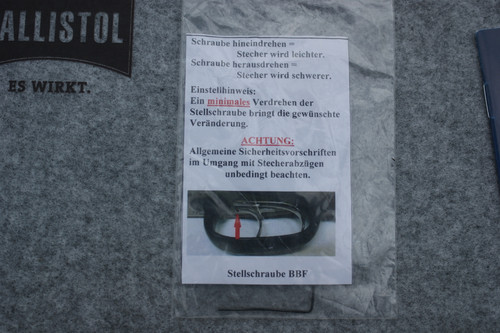 ALLISTOL
ES WIRKT.
Schraube hineindrehen =
Stecher wird leichter.
Schraube herausdrehen =
Stecher wird schwerer.
Einstellhinweis:
Ein minimales Verdrehen der
Stellschraube bringt die gewünschte
Veränderung.
ACHTUNG:
Allgemeine Sicherheitsvorschriften
im Umgang mit Stecherabzügen
unbedingt beachten.
Stellschraube BBF